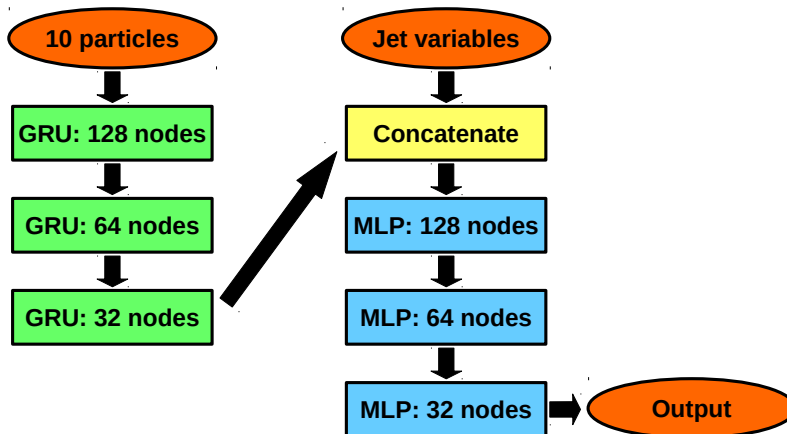 10 particles
GRU: 128 nodes
GRU: 64 nodes
GRU: 32 nodes
Jet variables
Concatenate
MLP: 128 nodes
MLP: 64 nodes
MLP: 32 nodes
Output